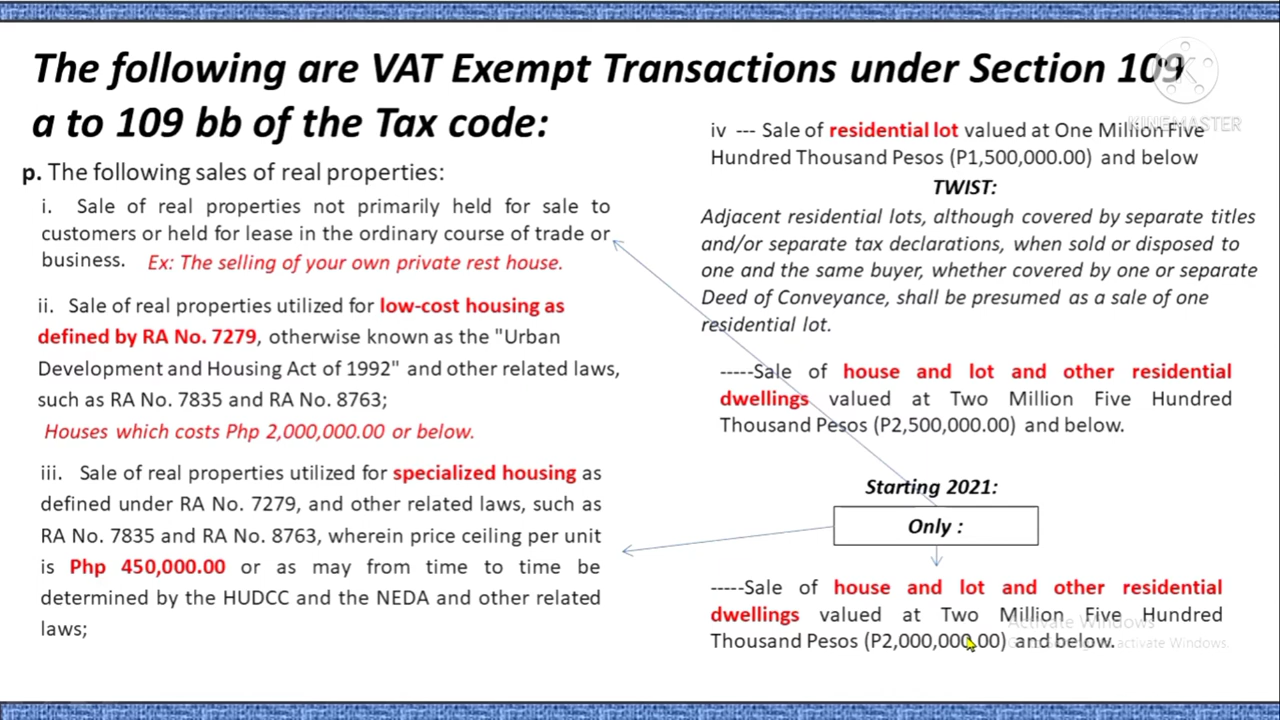 The following are VAT Exempt Transactions under Section 109
a to 109 bb of the Tax code:
KINEMASTER
p. The following sales of real properties:
i. Sale of real properties not primarily held for sale to
customers or held for lease in the ordinary course of trade or
business. Ex: The selling of your own private rest house.
ii. Sale of real properties utilized for low-cost housing as
defined by RA No. 7279, otherwise known as the "Urban
Development and Housing Act of 1992" and other related laws,
such as RA No. 7835 and RA No. 8763;
Houses which costs Php 2,000,000.00 or below.
iii. Sale of real properties utilized for specialized housing as
defined under RA No. 7279, and other related laws, such as
RA No. 7835 and RA No. 8763, wherein price ceiling per unit
is Php 450,000.00 or as may from time to time be
determined by the HUDCC and the NEDA and other related
laws;
iv --- Sale of residential lot valued at One Million Five
Hundred Thousand Pesos (P1,500,000.00) and below
TWIST:
Adjacent residential lots, although covered by separate titles
and/or separate tax declarations, when sold or disposed to
one and the same buyer, whether covered by one or separate
Deed of Conveyance, shall be presumed as a sale of one
residential lot.
-----Sale of house and lot and other residential
dwellings valued at Two Million Five Hundred
Thousand Pesos (P2,500,000.00) and below.
Starting 2021:
Only :
-----Sale of house and lot and other residential
dwellings valued at Two Million Five Hundred
Thousand Pesos (P2,000,000.00) and below.
Activate Windows
Go to Settings to activate Windows.